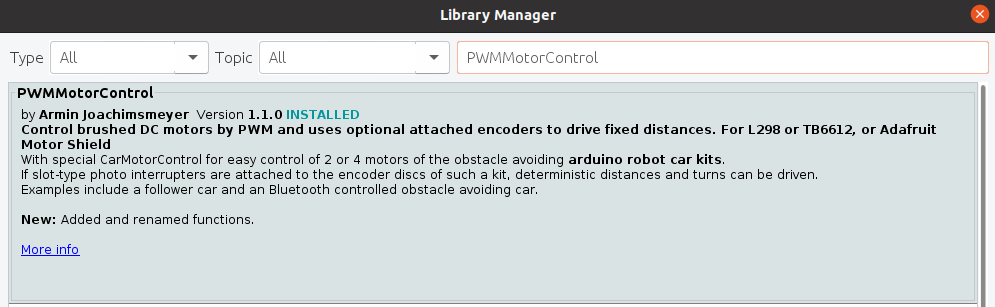 Library Manager
Type All Topic All PWMMotorControl
PWMMotorControl
by Armin Joachimsmeyer Version 1.1.0 INSTALLED
Control brushed DC motors by PWM and uses optional attached encoders to drive fixed distances. For L298 or TB6612, or Adafruit
Motor Shield
With special CarMotorControl for easy control of 2 or 4 motors of the obstacle avoiding arduino robot car kits.
If slot-type photo interrupters are attached to the encoder discs of such a kit, deterministic distances and turns can be driven.
Examples include a follower car and an Bluetooth controlled obstacle avoiding car.
New: Added and renamed functions.
More info